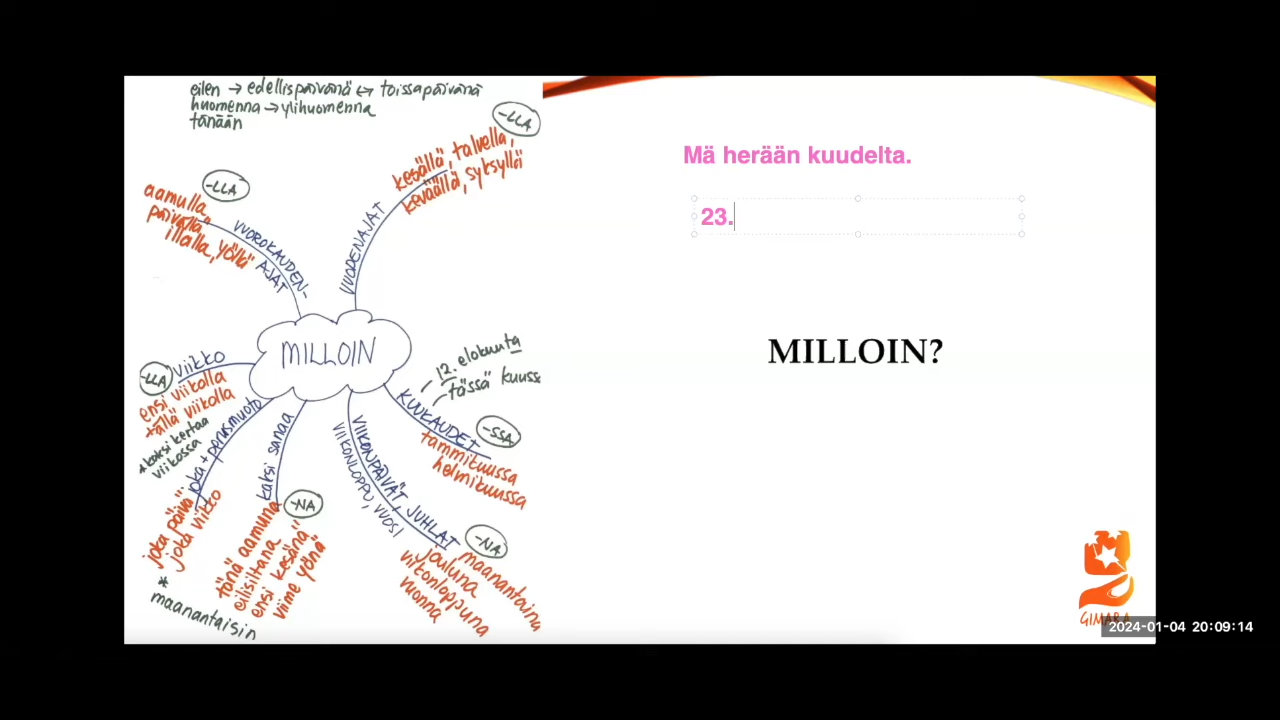 eilen → edellispäivänä ↔ toissapäivänä
huomenna → ylihuomenna
tänään
-LLA
kesällä, talvella,
keväällä, syksyllä
VUODENAJAT
-LLA
aamulla,
päivällä,
illalla, yöllä
VUOROKAUDEN-
AJAT
MILLOIN
viikko
-LLA
ensi viikolla
tällä viikolla
*kaksi kertaa
viikossa
joka + perusmuoto
joka päivä
joka viikko
*
maanantaisin
kaksi sanaa
-NA
tänä aamuna
eilisiltana
ensi kesänä
viime yönä
VIIKONPÄIVÄT, JUHLAT
VIIKONLOPPU, VUOSI
-NA
maanantaina
jouluna
viikonloppuna
vuonna
KUUKAUDET
12. elokuuta
tässä kuuss
-SSA
tammikuussa
helmikuussa
Mä herään kuudelta.
23.
MILLOIN?
GIMARA
2024-01-04 20:09:14